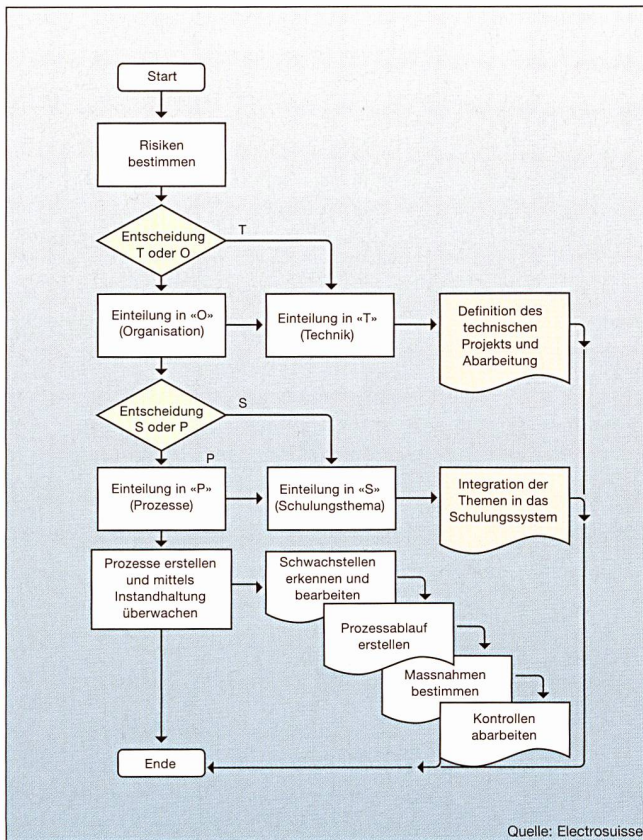 Start
Risiken
bestimmen
Entscheidung
T oder O
T
Einteilung in «O»
(Organisation)
Einteilung in «T»
(Technik)
Definition des
technischen
Projekts und
Abarbeitung
Entscheidung
S oder P
S
P
Einteilung in «P»
(Prozesse)
Einteilung in «S»
(Schulungsthema)
Integration der
Themen in das
Schulungssystem
Prozesse erstellen
und mittels
Instandhaltung
überwachen
Schwachstellen
erkennen und
bearbeiten
Prozessablauf
erstellen
Massnahmen
bestimmen
Kontrollen
abarbeiten
Ende
Quelle: Electrosuisse